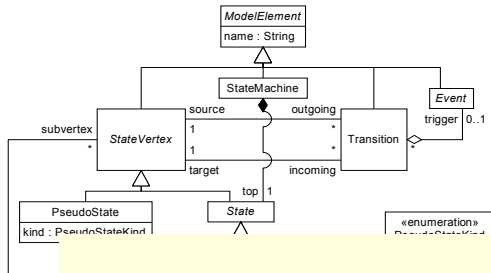 ModelElement
name : String
StateMachine
Event
source
outgoing
trigger
0..1
subvertex
*
StateVertex
1
*
Transition
*
1
*
target
incoming
PseudoState
top
1
State
kind : PseudoStateKind
«enumeration»